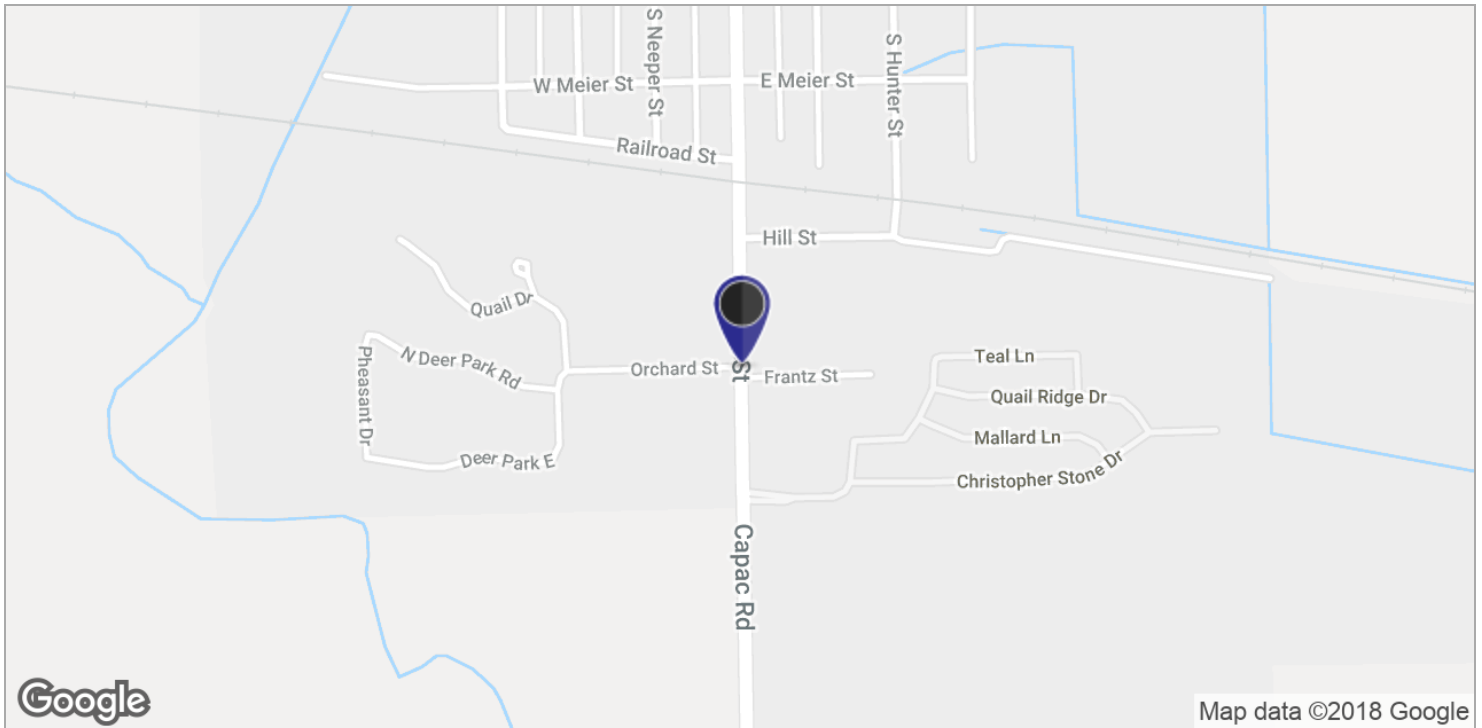 S Neeper St
S Hunter St
W Meier St
E Meier St
Railroad St
Hill St
Quail Dr
N Deer Park Rd
Pheasant Dr
Orchard St
St
Frantz St
Teal Ln
Quail Ridge Dr
Mallard Ln
Deer Park E
Christopher Stone Dr
Capac Rd
Google
Map data ©2018 Google